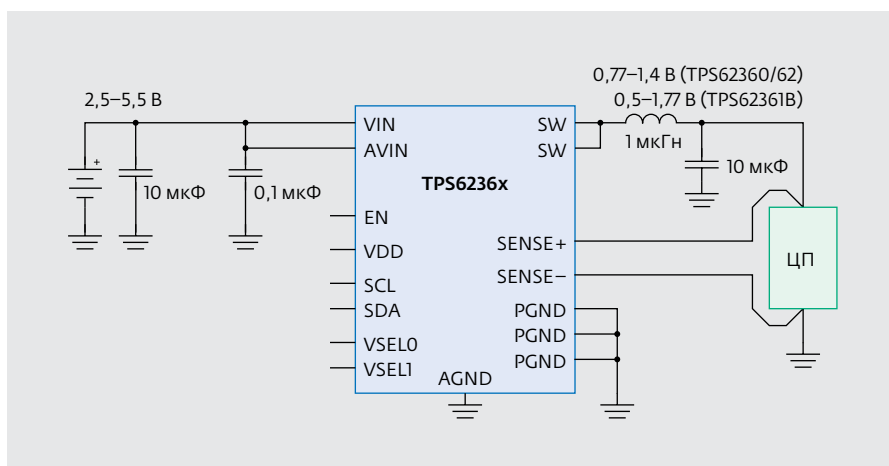 0,77–1,4 В (TPS62360/62)
2,5–5,5 В
0,5–1,77 В (TPS62361B)
VIN
SW
AVIN
SW
1 мкГн
+
10 мкФ
TPS6236x
10 мкФ
0,1 мкФ
EN
SENSE+
VDD
ЦП
SENSE–
SCL
SDA
PGND
PGND
VSEL0
PGND
VSEL1
AGND